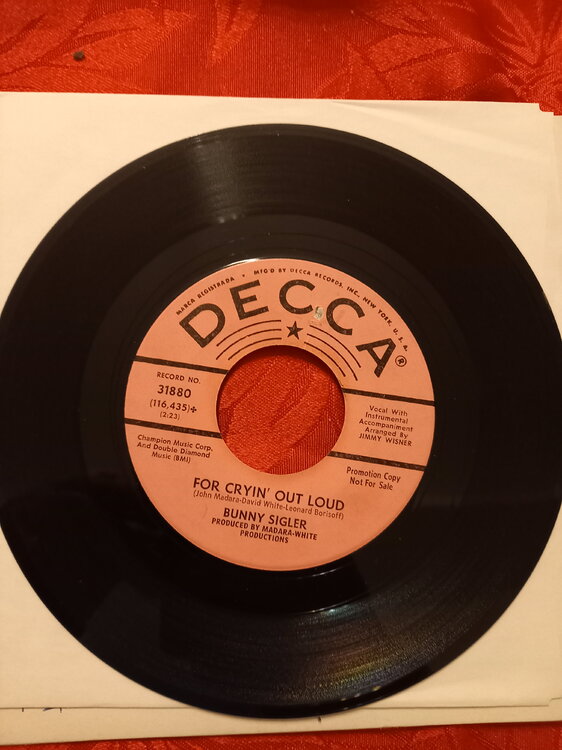 MARCA REGISTRADA • MFG'D BY DECCA RECORDS, INC., NEW YORK, U.S.A.
DECCA®
RECORD NO.
31880
(116,435)+
(2:23)
Vocal With
Instrumental
Accompaniment
Arranged By
JIMMY WISNER
Champion Music Corp.
And Double Diamond
Music (BMI)
Promotion Copy
Not For Sale
FOR CRYIN' OUT LOUD
(John Madara-David White-Leonard Borisoff)
BUNNY SIGLER
PRODUCED BY MADARA-WHITE
PRODUCTIONS